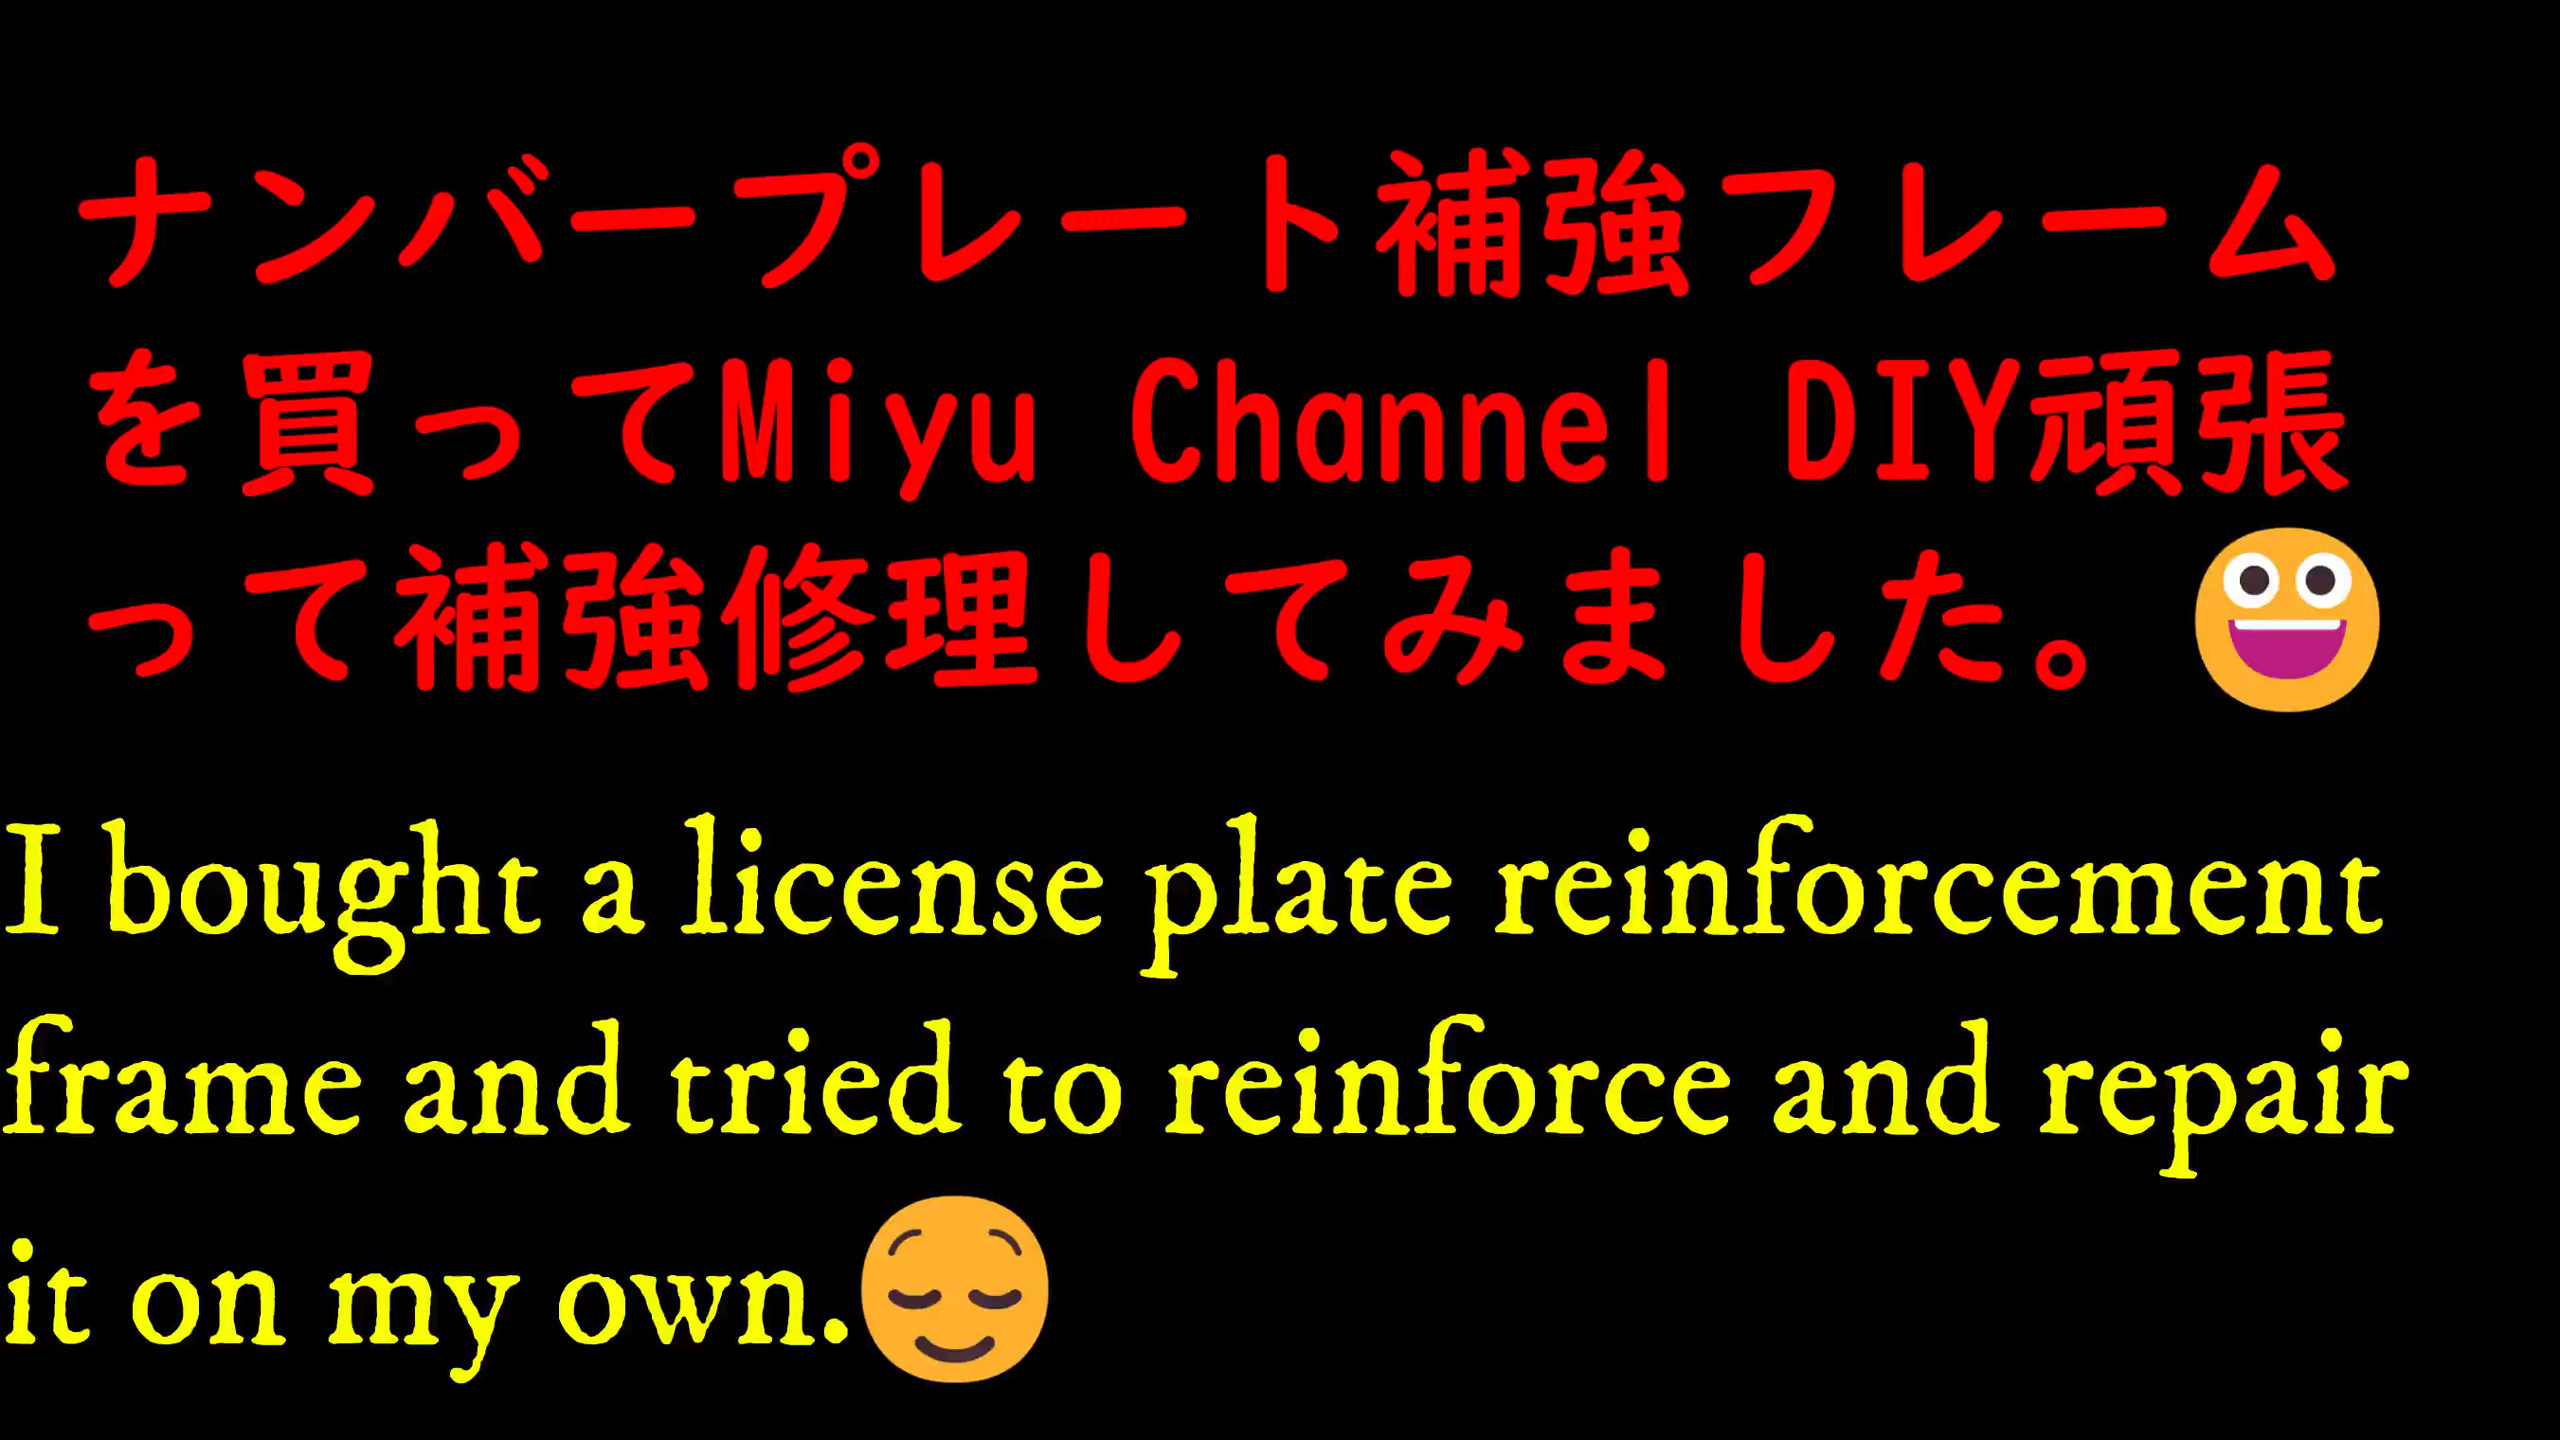 ナンバープレート補強フレーム
を買ってMiyu Channel DIY頑張
って補強修理してみました。😀
I bought a license plate reinforcement
frame and tried to reinforce and repair
it on my own.😌